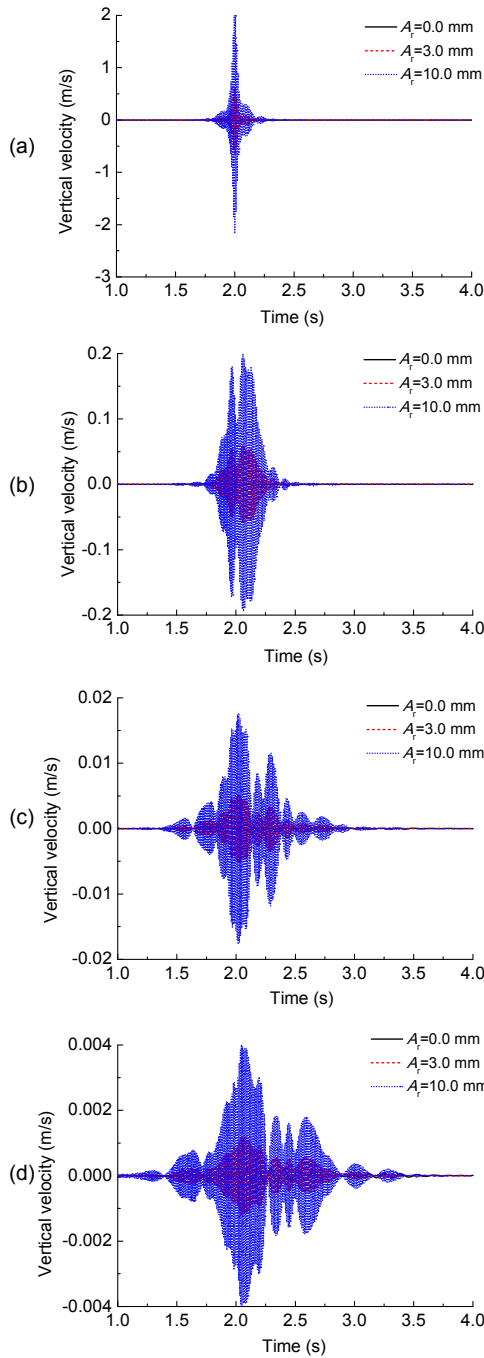 2
1
0
-1
-2
-3
Vertical velocity (m/s)
(a)
Ar=0.0 mm
Ar=3.0 mm
Ar=10.0 mm
1.0 1.5 2.0 2.5 3.0 3.5 4.0
Time (s)
0.2
0.1
0.0
-0.1
-0.2
Vertical velocity (m/s)
(b)
Ar=0.0 mm
Ar=3.0 mm
Ar=10.0 mm
1.0 1.5 2.0 2.5 3.0 3.5 4.0
Time (s)
0.02
0.01
0.00
-0.01
-0.02
Vertical velocity (m/s)
(c)
Ar=0.0 mm
Ar=3.0 mm
Ar=10.0 mm
1.0 1.5 2.0 2.5 3.0 3.5 4.0
Time (s)
0.004
0.002
0.000
-0.002
-0.004
Vertical velocity (m/s)
(d)
Ar=0.0 mm
Ar=3.0 mm
Ar=10.0 mm
1.0 1.5 2.0 2.5 3.0 3.5 4.0
Time (s)